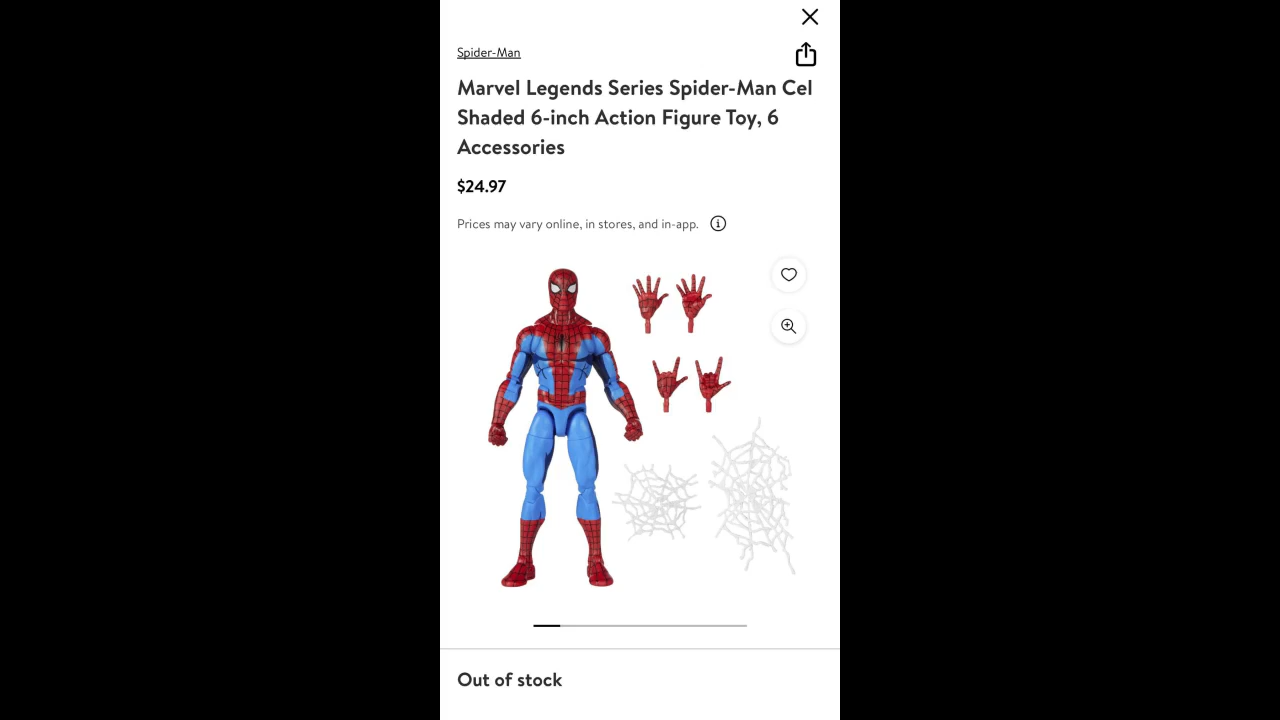 Spider-Man
Marvel Legends Series Spider-Man Cel
Shaded 6-inch Action Figure Toy, 6
Accessories
$24.97
Prices may vary online, in stores, and in-app.
Out of stock